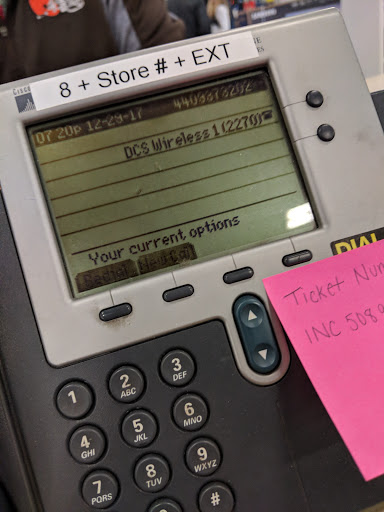 8 + Store # + EXT
07 20p 12-29-17
DCS Wireless 1 (2270)
Your current options
Redial New Call
DIAL
Ticket Num
INC 508
1
2 ABC
3 DEF
4 GHI
5 JKL
6 MNO
7 PQRS
8 TUV
9 WXYZ
#